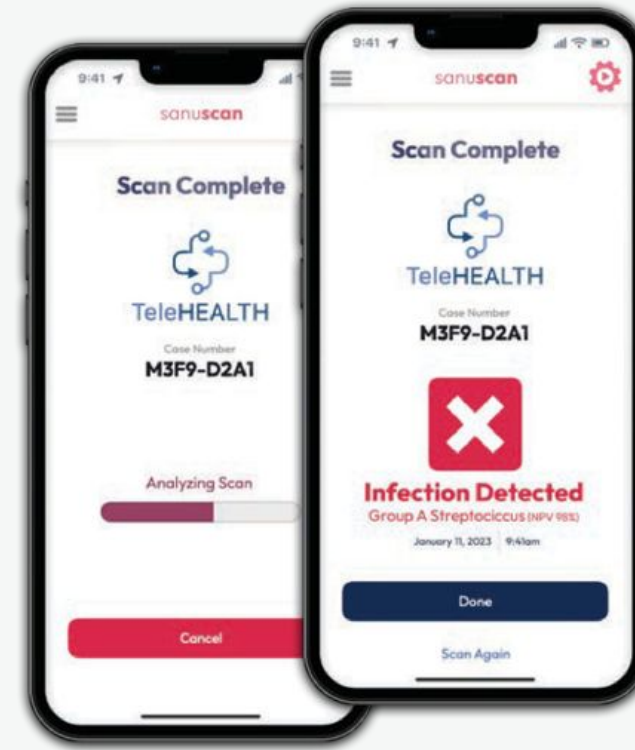 9:41
sanuscan
Scan Complete
TeleHEALTH
Case Number
M3F9-D2A1
Analyzing Scan
Cancel
9:41
sanuscan
Scan Complete
TeleHEALTH
Case Number
M3F9-D2A1
Infection Detected
Group A Streptociccus (NPV 98%)
January 11, 2023 | 9:41am
Done
Scan Again